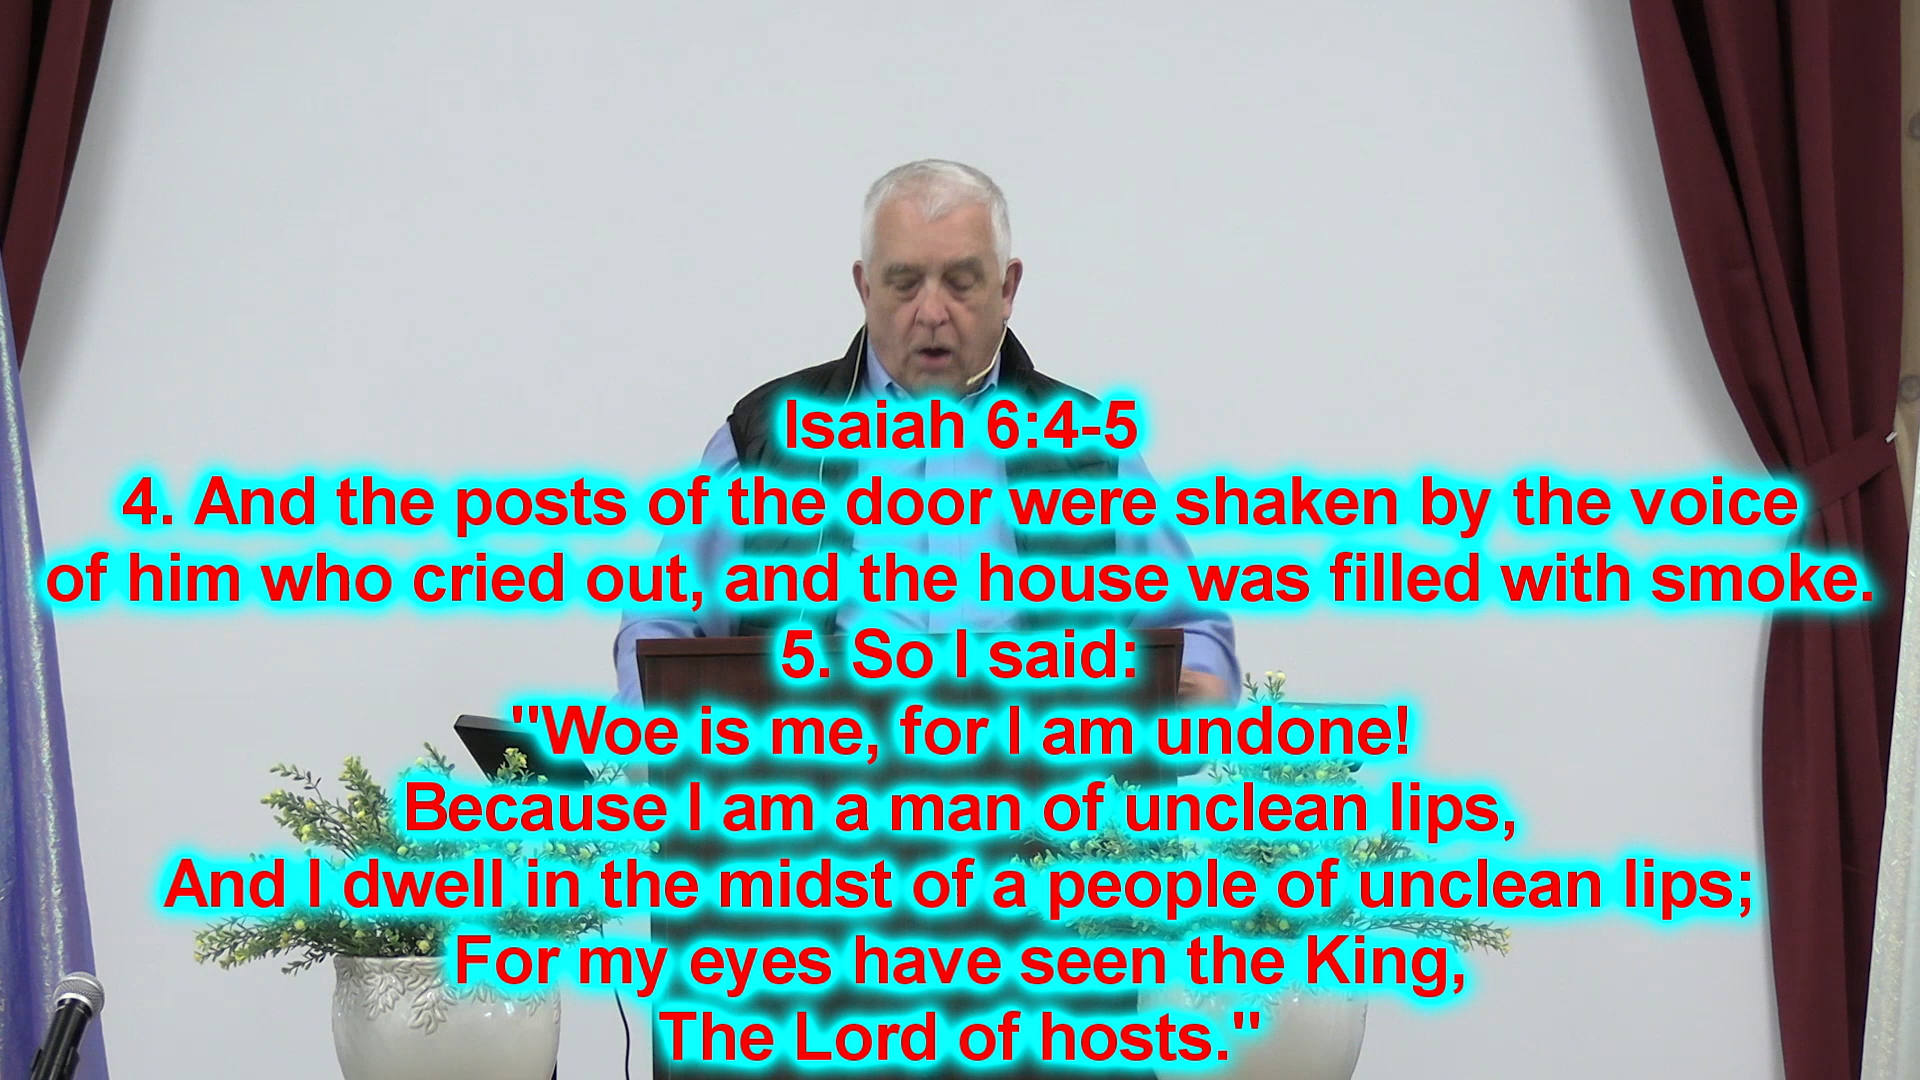 Isaiah 6:4-5
4. And the posts of the door were shaken by the voice
of him who cried out, and the house was filled with smoke.
5. So I said:
"Woe is me, for I am undone!
Because I am a man of unclean lips,
And I dwell in the midst of a people of unclean lips;
For my eyes have seen the King,
The Lord of hosts."